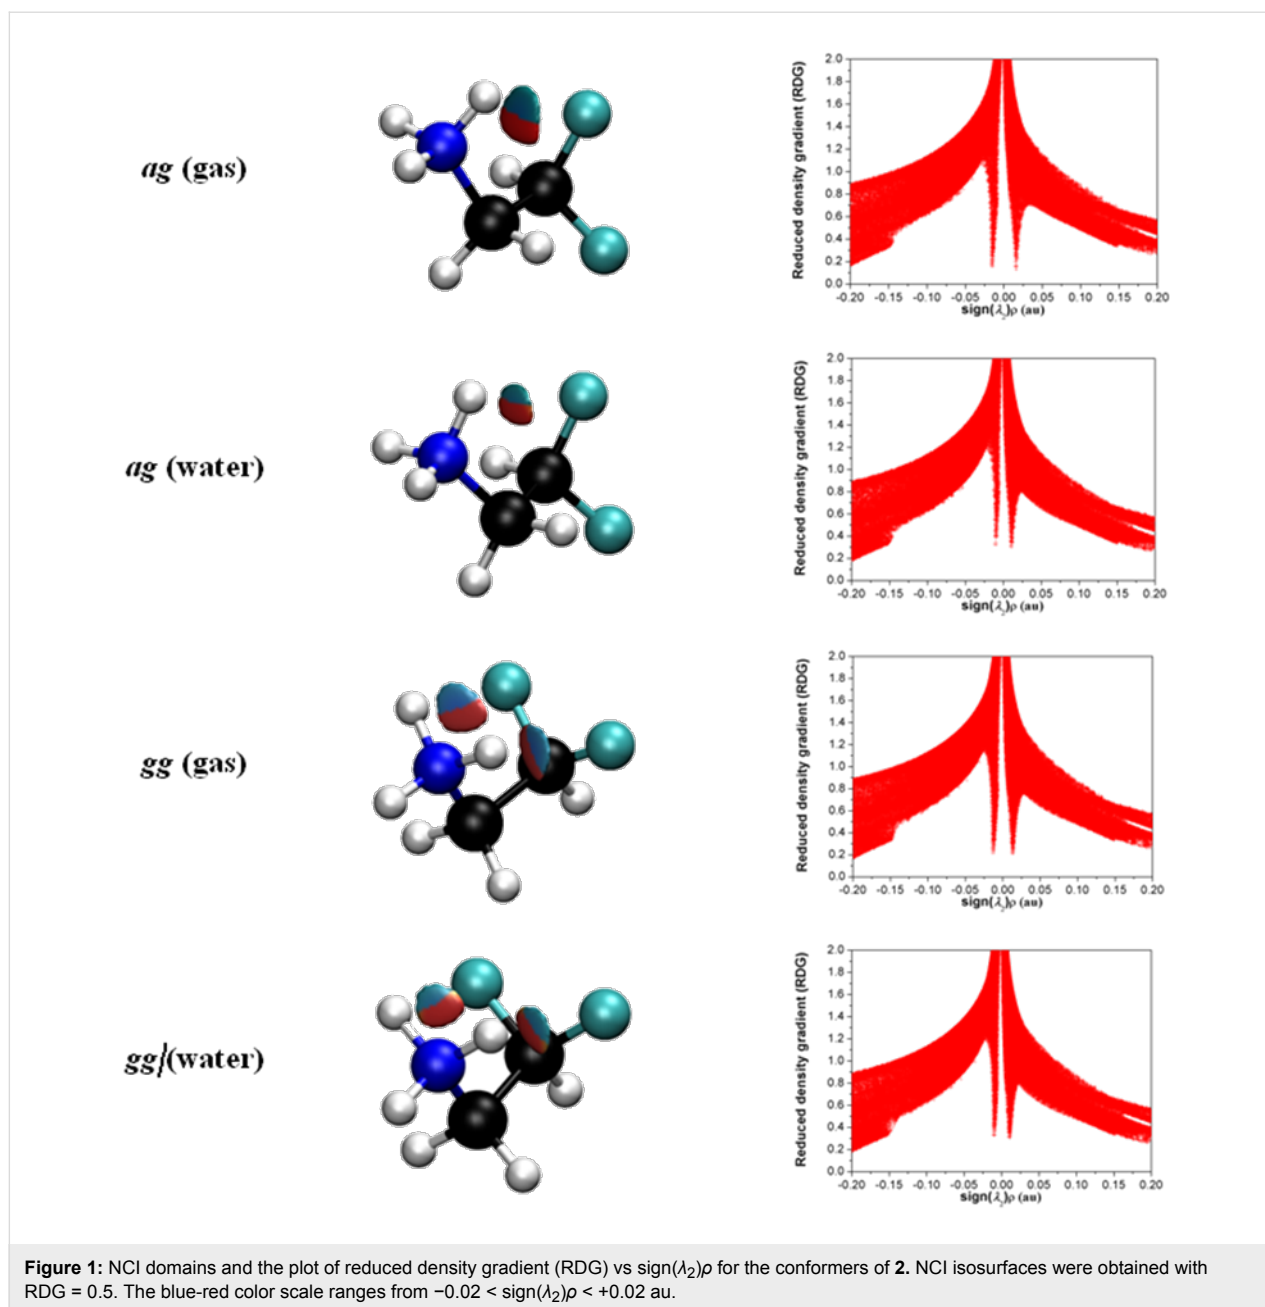 ag (gas)
Reduced density gradient (RDG)
2.0
1.8
1.6
1.4
1.2
1.0
0.8
0.6
0.4
0.2
0.0
-0.20 -0.15 -0.10 -0.05 0.00 0.05 0.10 0.15 0.20
sign(λ₂)ρ (au)
ag (water)
Reduced density gradient (RDG)
2.0
1.8
1.6
1.4
1.2
1.0
0.8
0.6
0.4
0.2
0.0
-0.20 -0.15 -0.10 -0.05 0.00 0.05 0.10 0.15 0.20
sign(λ₂)ρ (au)
gg (gas)
Reduced density gradient (RDG)
2.0
1.8
1.6
1.4
1.2
1.0
0.8
0.6
0.4
0.2
0.0
-0.20 -0.15 -0.10 -0.05 0.00 0.05 0.10 0.15 0.20
sign(λ₂)ρ (au)
gg (water)
Reduced density gradient (RDG)
2.0
1.8
1.6
1.4
1.2
1.0
0.8
0.6
0.4
0.2
0.0
-0.20 -0.15 -0.10 -0.05 0.00 0.05 0.10 0.15 0.20
sign(λ₂)ρ (au)
Figure 1: NCI domains and the plot of reduced density gradient (RDG) vs sign(λ₂)ρ for the conformers of 2. NCI isosurfaces were obtained with
RDG = 0.5. The blue-red color scale ranges from −0.02 < sign(λ₂)ρ < +0.02 au.